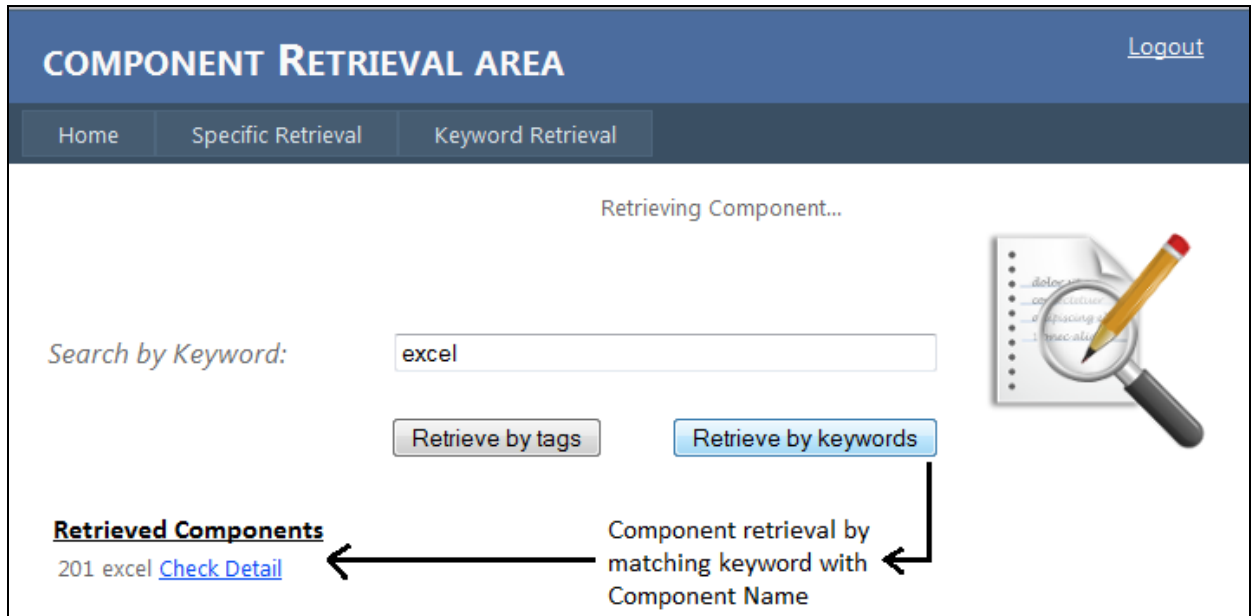 COMPONENT RETRIEVAL AREA
Logout
Home Specific Retrieval Keyword Retrieval
Retrieving Component...
Search by Keyword: excel
Retrieve by tags Retrieve by keywords
Retrieved Components
201 excel Check Detail
Component retrieval by
matching keyword with
Component Name